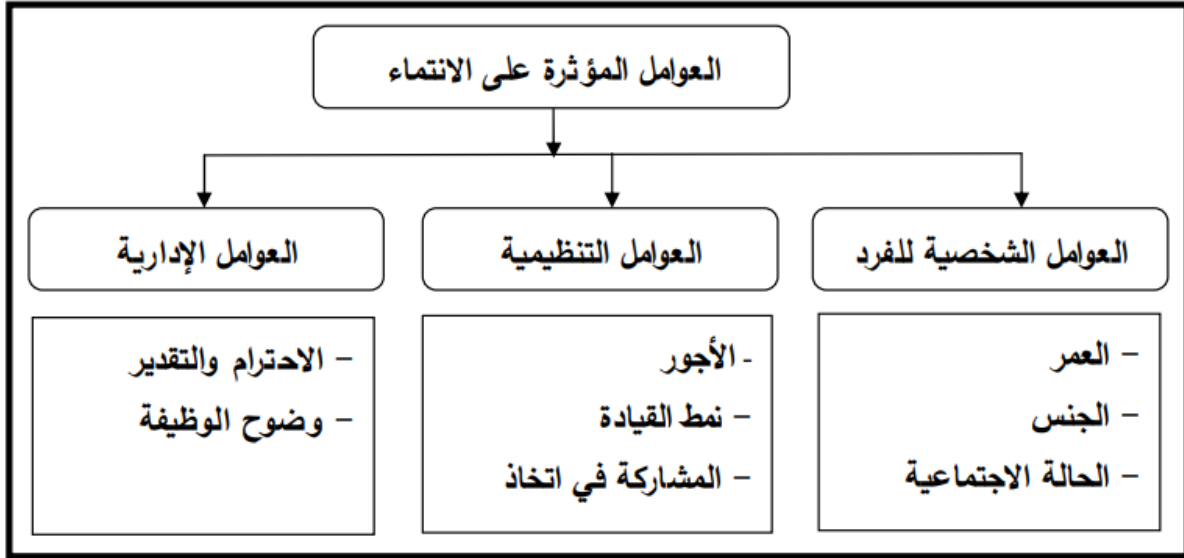 العوامل المؤثرة على الانتماء
العوامل الشخصية للفرد
العوامل التنظيمية
العوامل الإدارية
– العمر
– الجنس
– الحالة الاجتماعية
- الأجور
– نمط القيادة
– المشاركة في اتخاذ
– الاحترام والتقدير
– وضوح الوظيفة